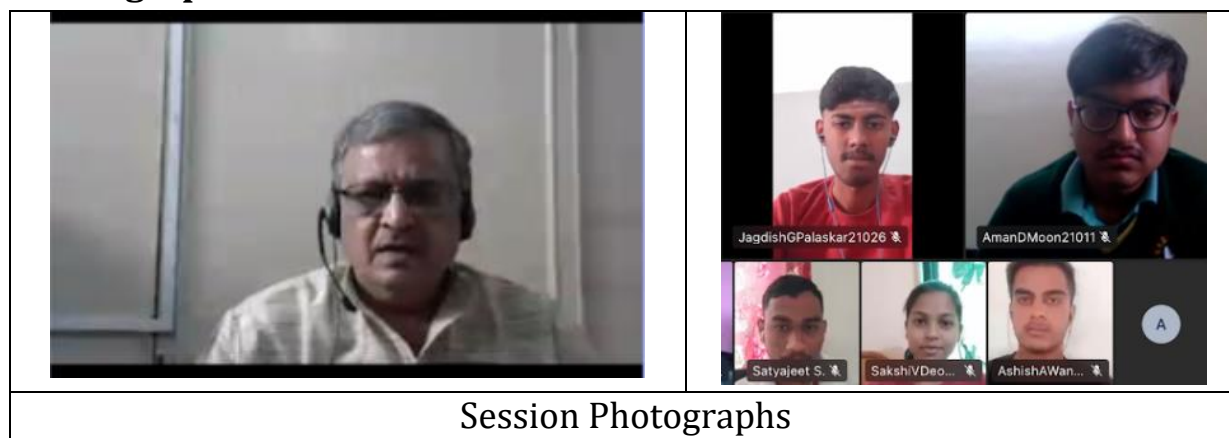 JagdishGPalaskar21026
AmanDMoon21011
Satyajeet S.
SakshiVDeo...
AshishAWan...
A
Session Photographs